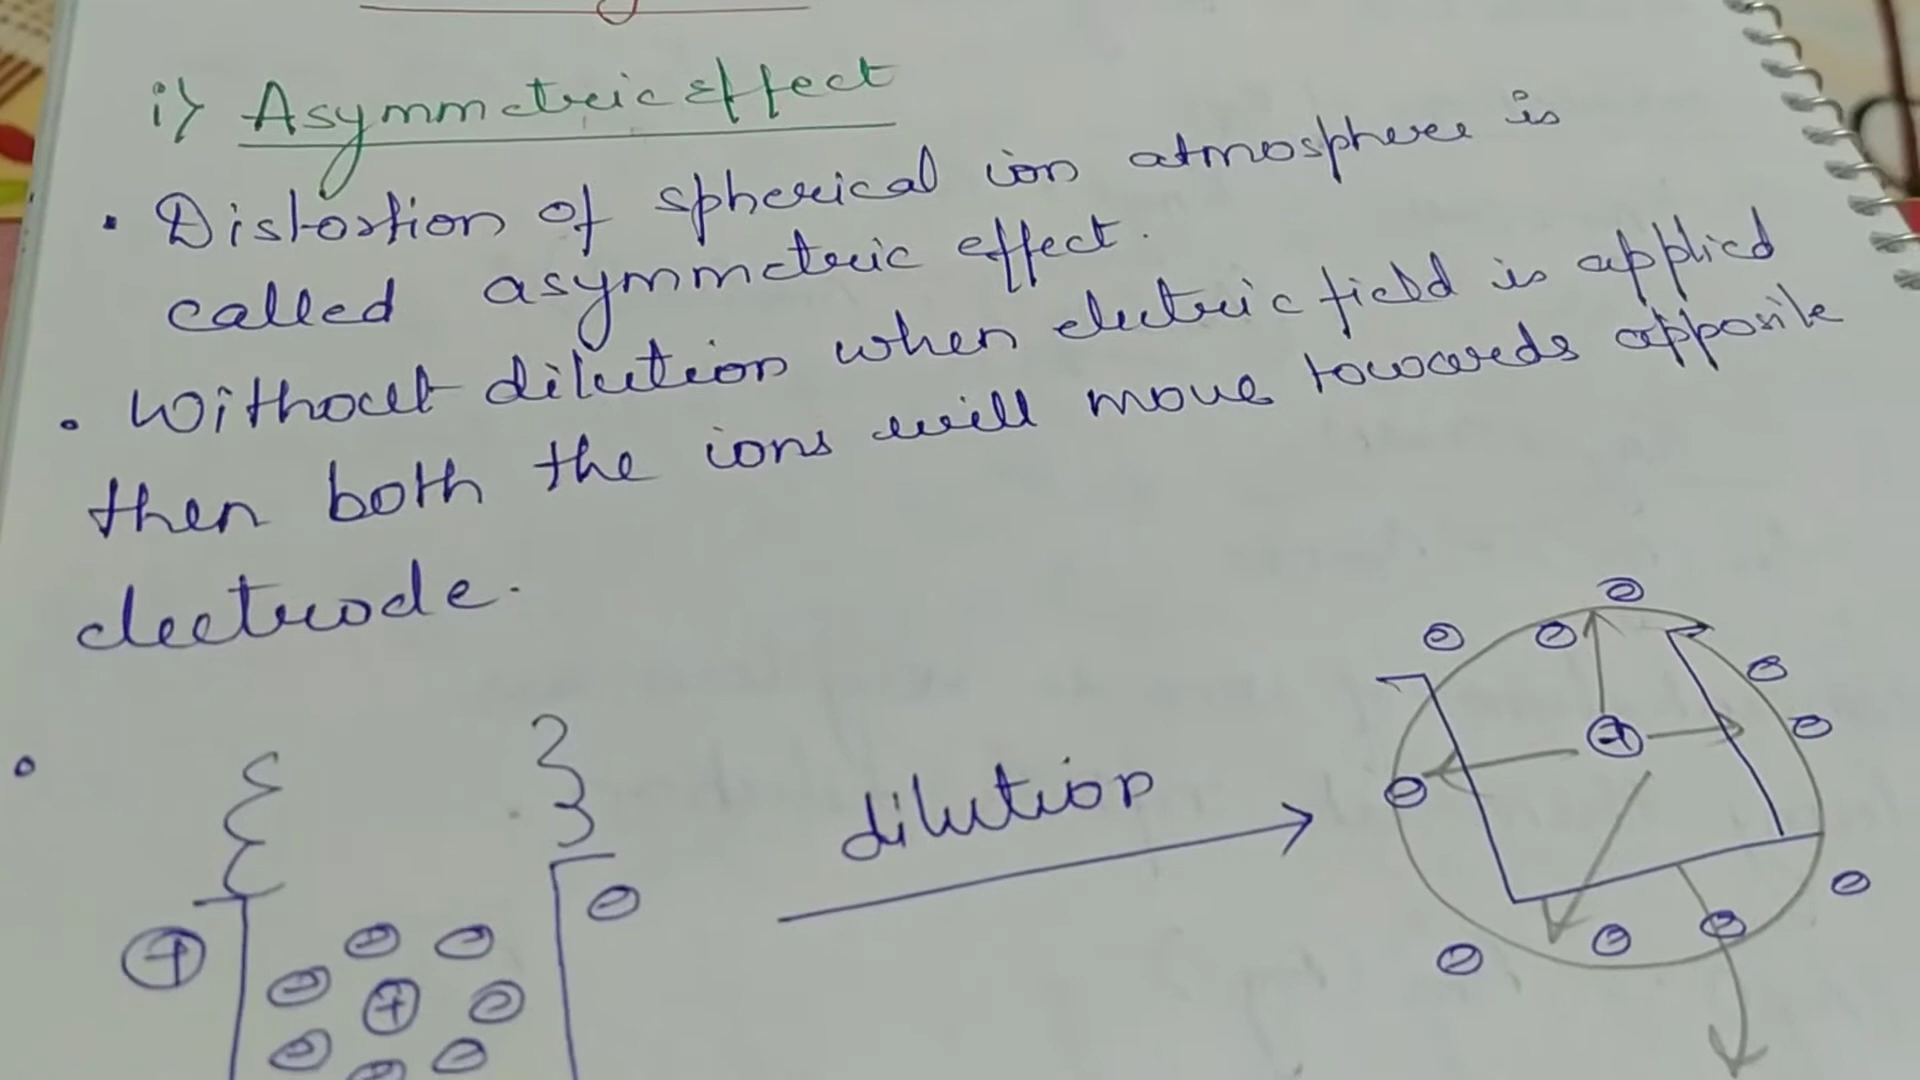 i) Asymmetric effect
• Distortion of spherical ion atmosphere is
called asymmetric effect.
• Without dilution when electric field is applied
then both the ions will move towards opposite
electrode.
dilution